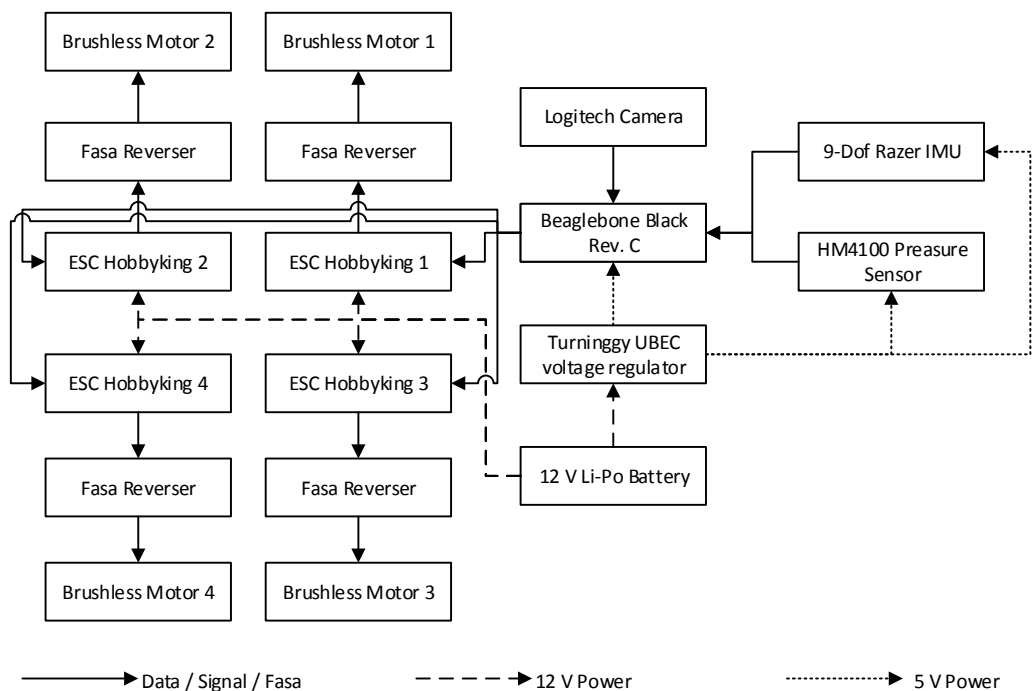 Brushless Motor 2
Brushless Motor 1
Fasa Reverser
Fasa Reverser
Logitech Camera
9-Dof Razer IMU
Beaglebone Black
Rev. C
ESC Hobbyking 2
ESC Hobbyking 1
HM4100 Preasure
Sensor
Turninggy UBEC
voltage regulator
ESC Hobbyking 4
ESC Hobbyking 3
Fasa Reverser
Fasa Reverser
12 V Li-Po Battery
Brushless Motor 4
Brushless Motor 3
Data / Signal / Fasa
12 V Power
5 V Power